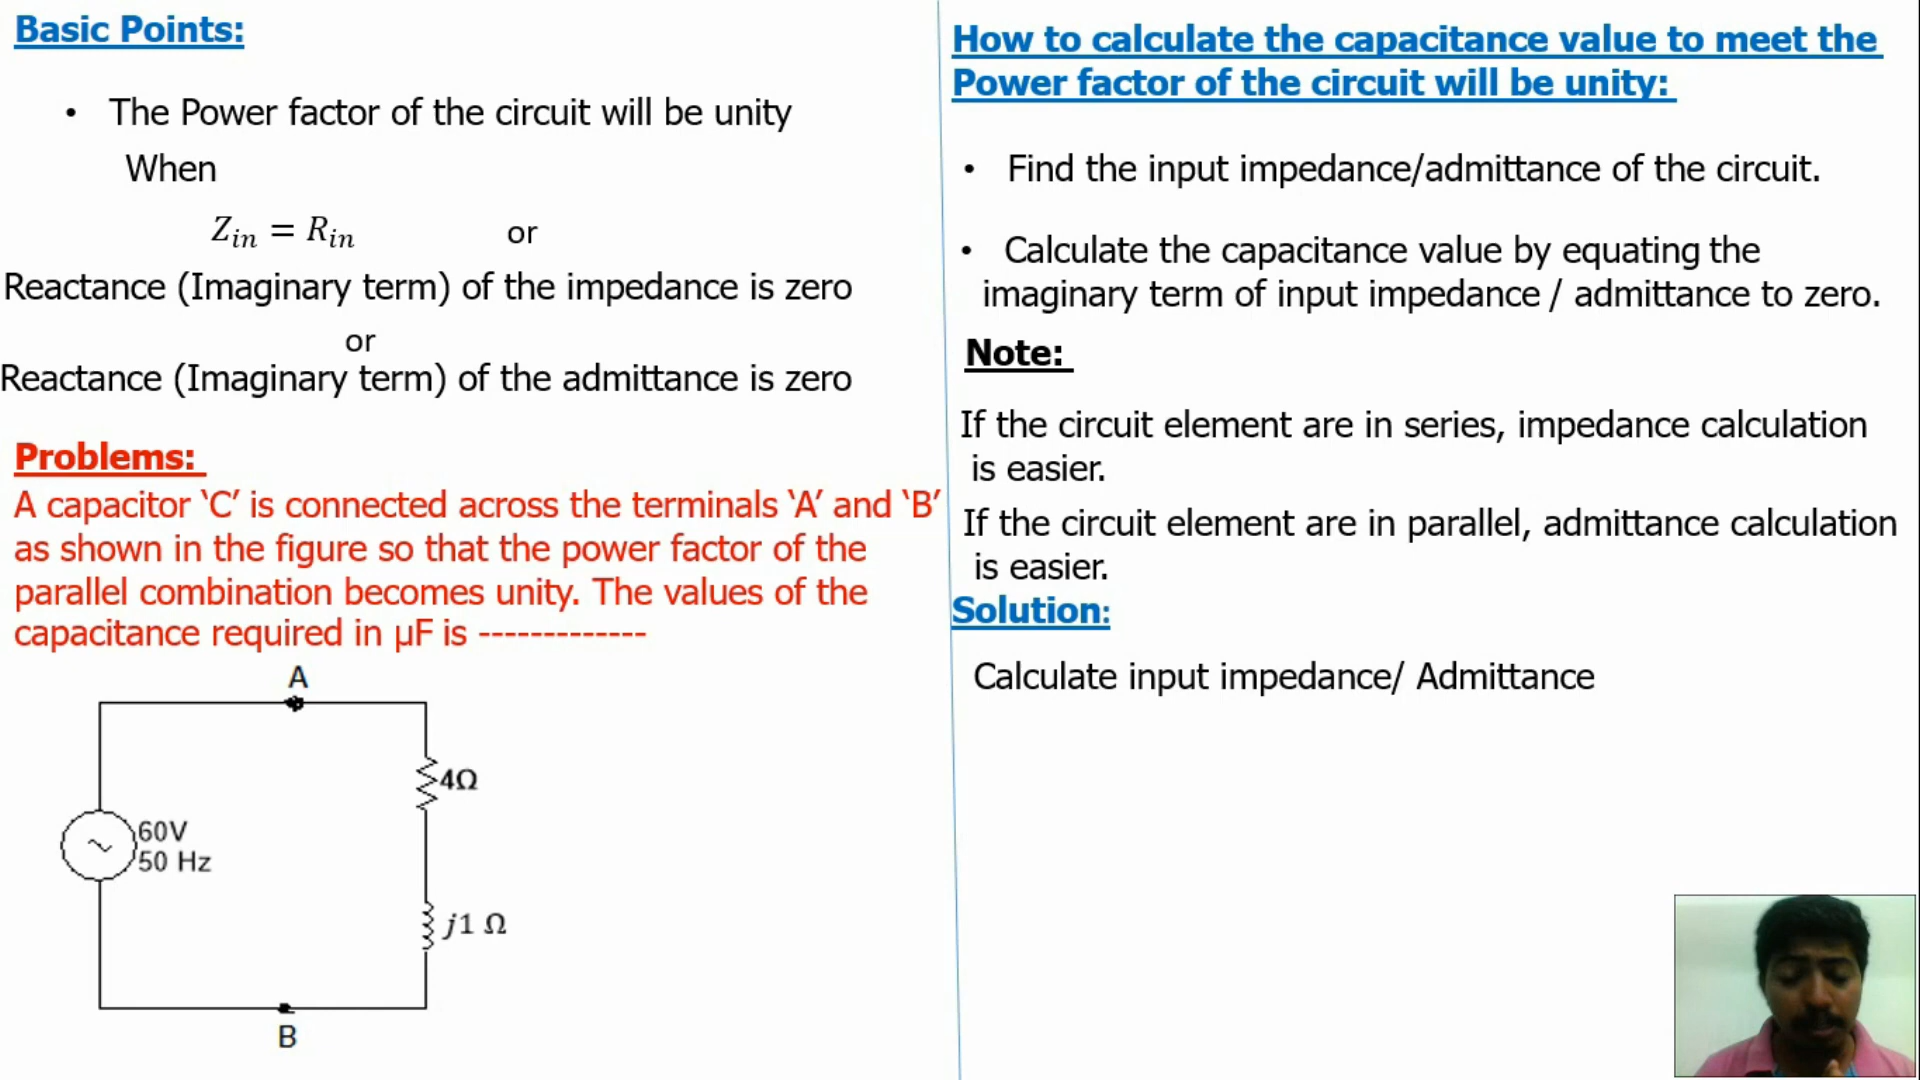 Basic Points:
• The Power factor of the circuit will be unity
When
Z_in = R_in or
Reactance (Imaginary term) of the impedance is zero
or
Reactance (Imaginary term) of the admittance is zero
Problems:
A capacitor ‘C’ is connected across the terminals ‘A’ and ‘B’
as shown in the figure so that the power factor of the
parallel combination becomes unity. The values of the
capacitance required in µF is -------------
A
4Ω
60V
50 Hz
j1 Ω
B
How to calculate the capacitance value to meet the
Power factor of the circuit will be unity:
• Find the input impedance/admittance of the circuit.
• Calculate the capacitance value by equating the
imaginary term of input impedance / admittance to zero.
Note:
If the circuit element are in series, impedance calculation
is easier.
If the circuit element are in parallel, admittance calculation
is easier.
Solution:
Calculate input impedance/ Admittance